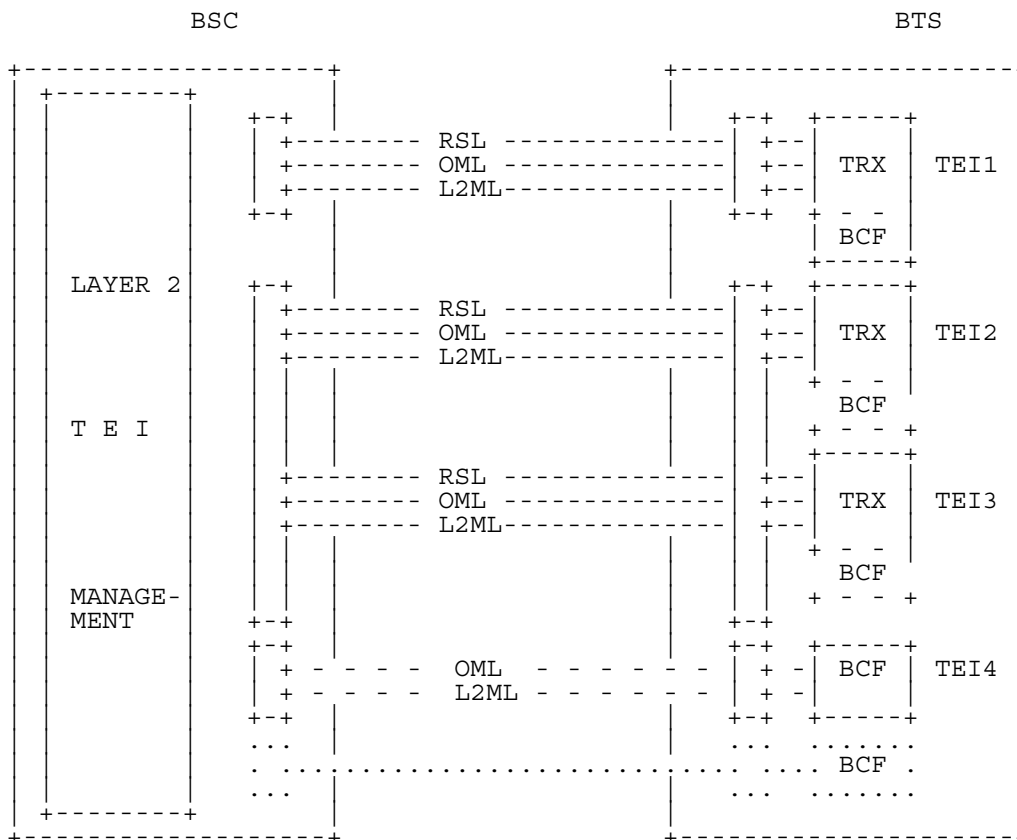 BSC BTS
RSL
OML TRX TEI1
L2ML
BCF
LAYER 2
RSL
OML TRX TEI2
L2ML
BCF
T E I
RSL
OML TRX TEI3
L2ML
BCF
MANAGE-
MENT
OML BCF TEI4
L2ML
BCF